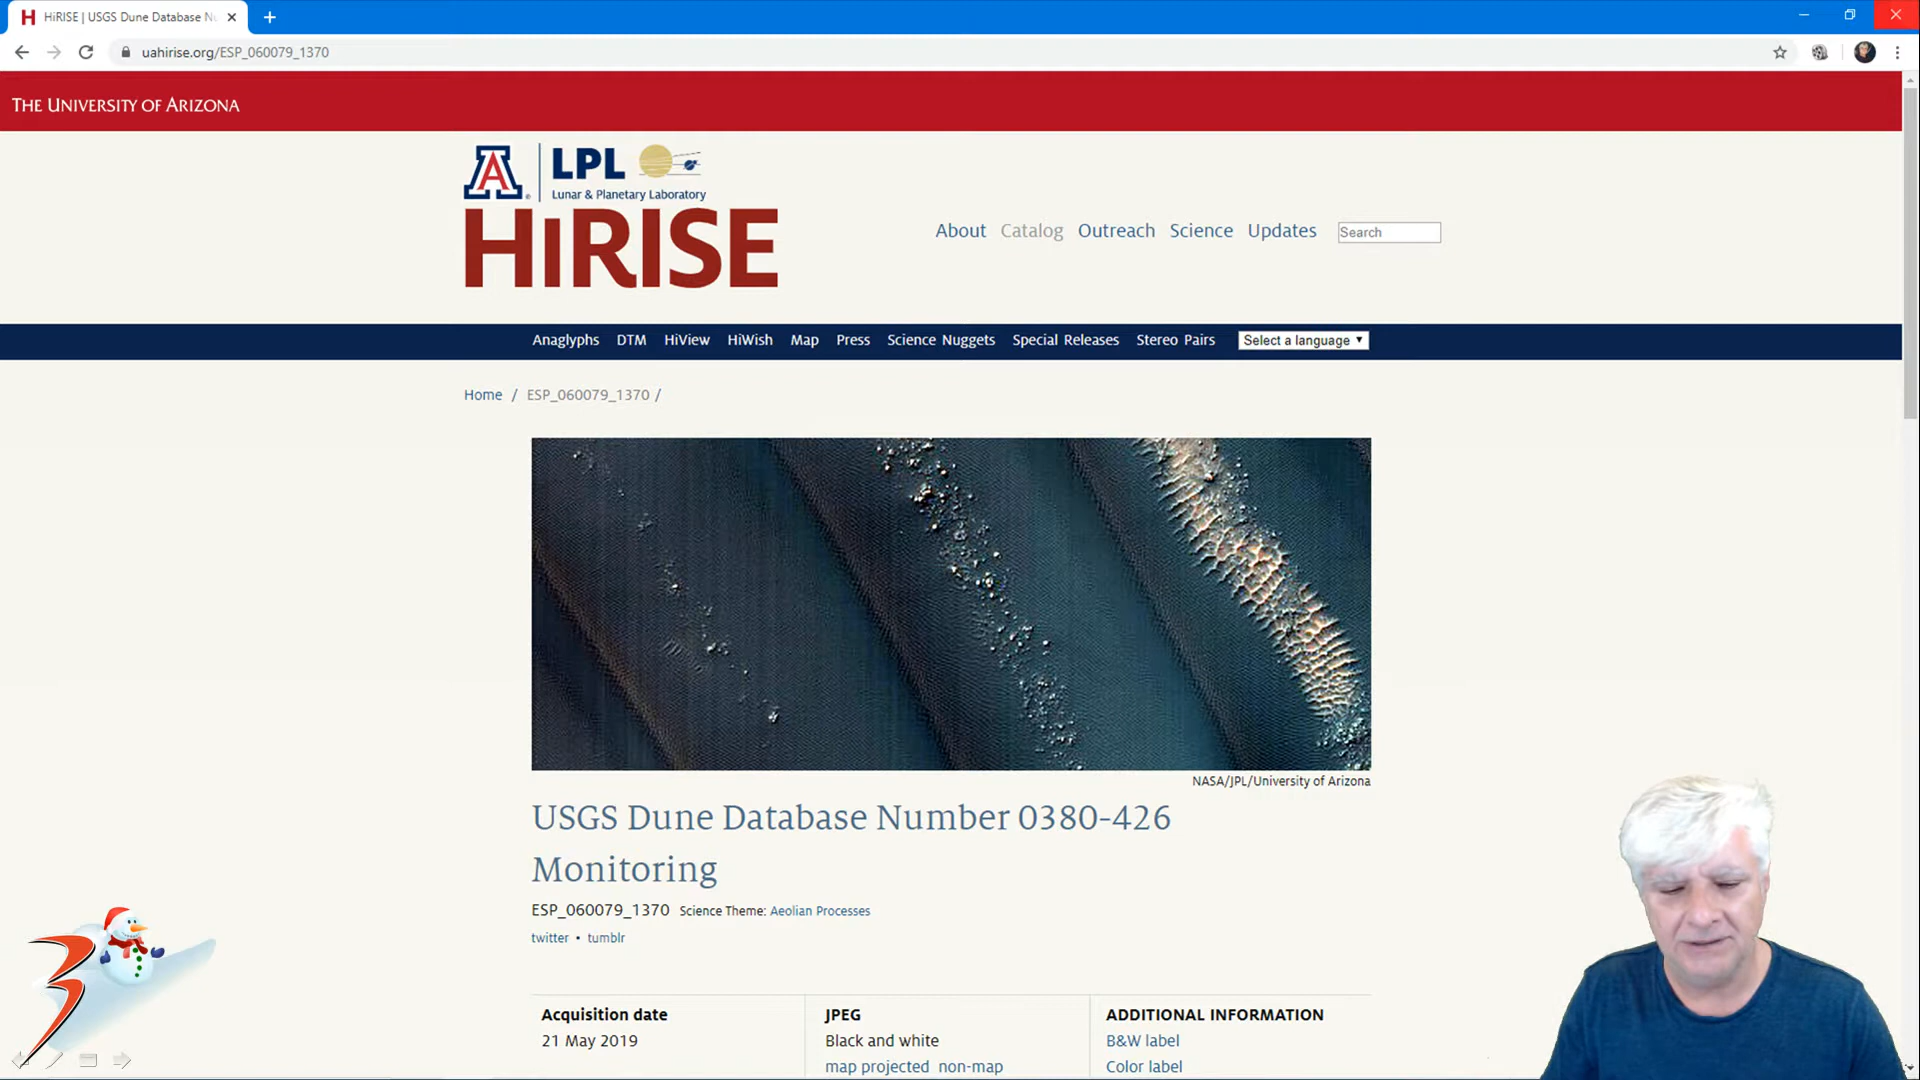 HiRISE | USGS Dune Database Nu
uahirise.org/ESP_060079_1370
THE UNIVERSITY OF ARIZONA
A LPL
Lunar & Planetary Laboratory
HiRISE
About Catalog Outreach Science Updates Search
Anaglyphs DTM HiView HiWish Map Press Science Nuggets Special Releases Stereo Pairs Select a language
Home / ESP_060079_1370 /
NASA/JPL/University of Arizona
USGS Dune Database Number 0380-426
Monitoring
ESP_060079_1370 Science Theme: Aeolian Processes
twitter • tumblr
Acquisition date JPEG ADDITIONAL INFORMATION
21 May 2019 Black and white B&W label
map projected non-map Color label
3